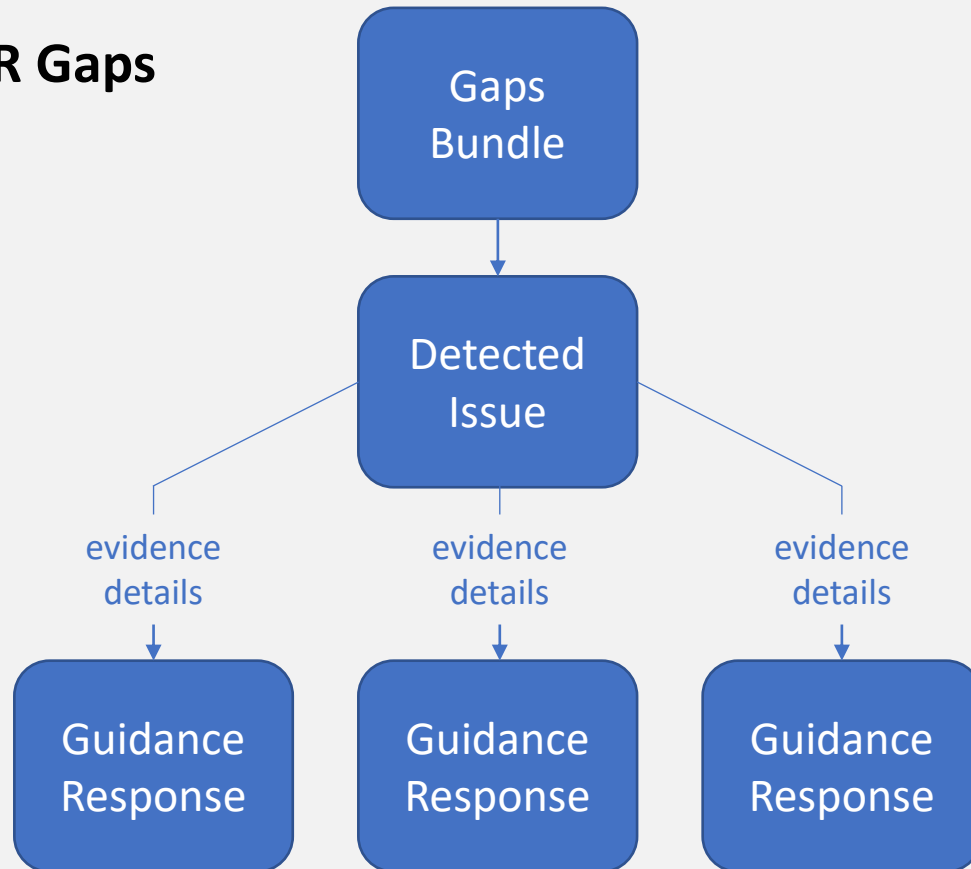 R Gaps
Gaps
Bundle
Detected
Issue
evidence
details
evidence
details
evidence
details
Guidance
Response
Guidance
Response
Guidance
Response